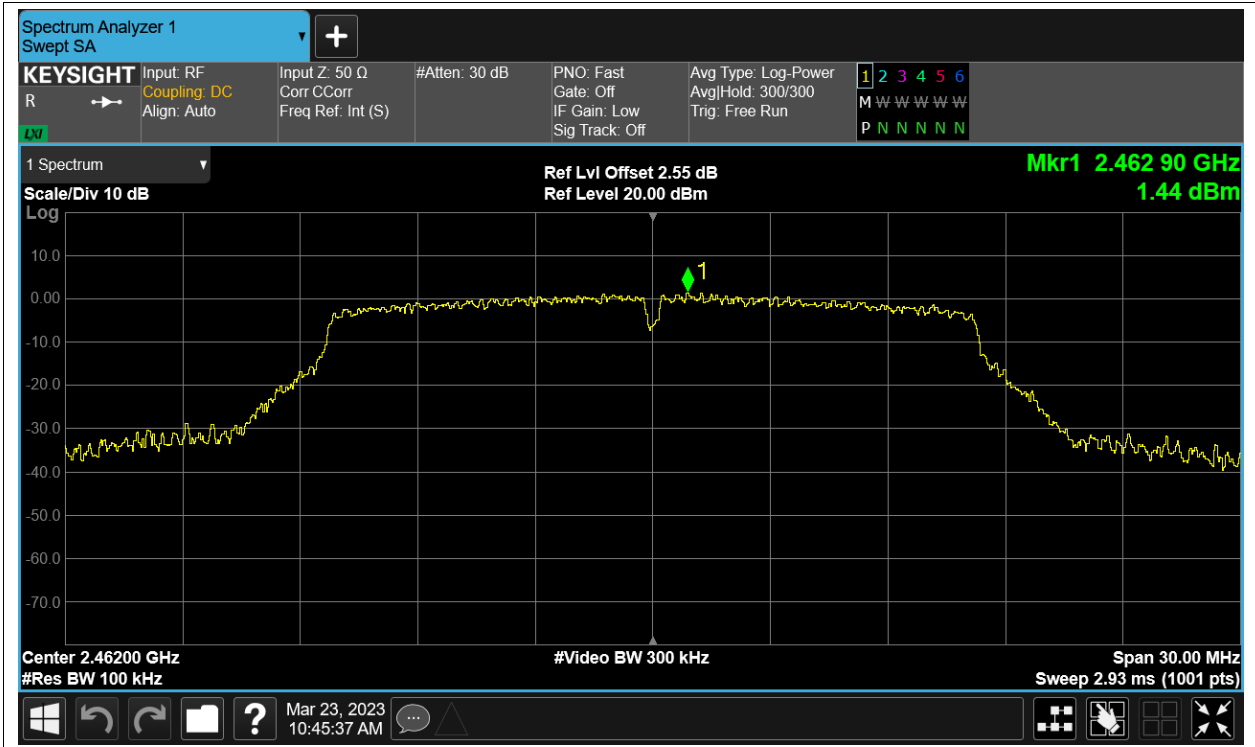 Spectrum Analyzer 1
Swept SA
KEYSIGHT
R
LXI
Input: RF
Coupling: DC
Align: Auto
Input Z: 50 Ω
Corr CCorr
Freq Ref: Int (S)
#Atten: 30 dB
PNO: Fast
Gate: Off
IF Gain: Low
Sig Track: Off
Avg Type: Log-Power
Avg|Hold: 300/300
Trig: Free Run
1 2 3 4 5 6
M W W W W W
P N N N N N
1 Spectrum
Scale/Div 10 dB
Ref Lvl Offset 2.55 dB
Ref Level 20.00 dBm
Mkr1 2.462 90 GHz
1.44 dBm
Log
1
10.0
0.00
-10.0
-20.0
-30.0
-40.0
-50.0
-60.0
-70.0
Center 2.46200 GHz
#Video BW 300 kHz
Span 30.00 MHz
#Res BW 100 kHz
Sweep 2.93 ms (1001 pts)
?
Mar 23, 2023
10:45:37 AM